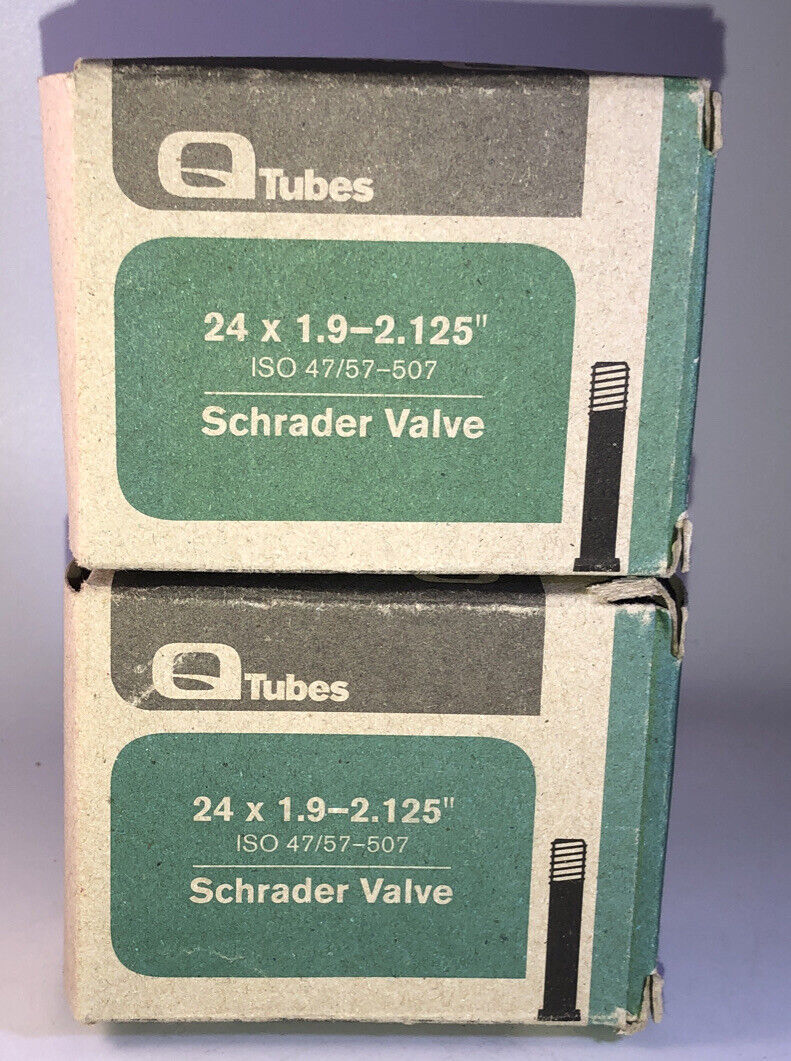 Q Tubes
24 x 1.9–2.125"
ISO 47/57–507
Schrader Valve
Q Tubes
24 x 1.9–2.125"
ISO 47/57–507
Schrader Valve